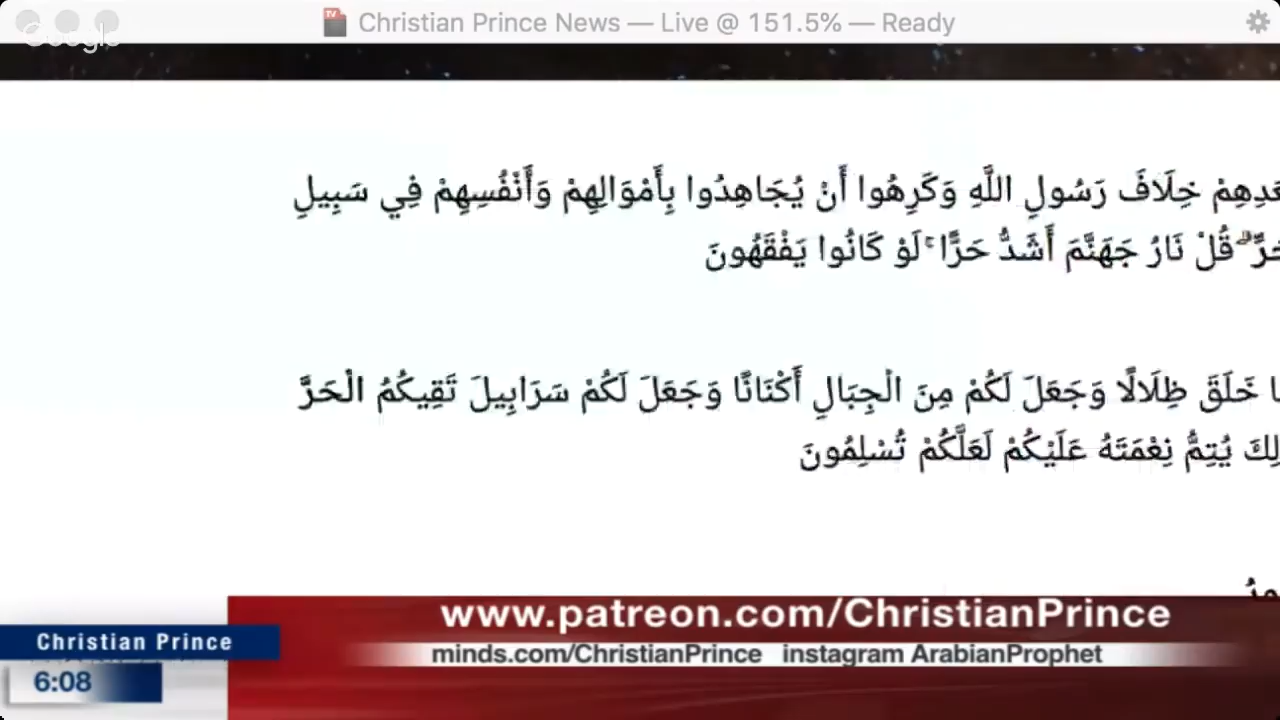 Christian Prince News — Live @ 151.5% — Ready
Google
خِلَافَ رَسُولِ اللَّهِ وَكَرِهُوا أَنْ يُجَاهِدُوا بِأَمْوَالِهِمْ وَأَنْفُسِهِمْ فِي سَبِيلِ
قُلْ نَارُ جَهَنَّمَ أَشَدُّ حَرًّا ۚ لَوْ كَانُوا يَفْقَهُونَ
خَلَقَ ظِلَالًا وَجَعَلَ لَكُمْ مِنَ الْجِبَالِ أَكْنَانًا وَجَعَلَ لَكُمْ سَرَابِيلَ تَقِيكُمُ الْحَرَّ
يُتِمُّ نِعْمَتَهُ عَلَيْكُمْ لَعَلَّكُمْ تُسْلِمُونَ
www.patreon.com/ChristianPrince
Christian Prince
minds.com/ChristianPrince instagram ArabianProphet
6:08